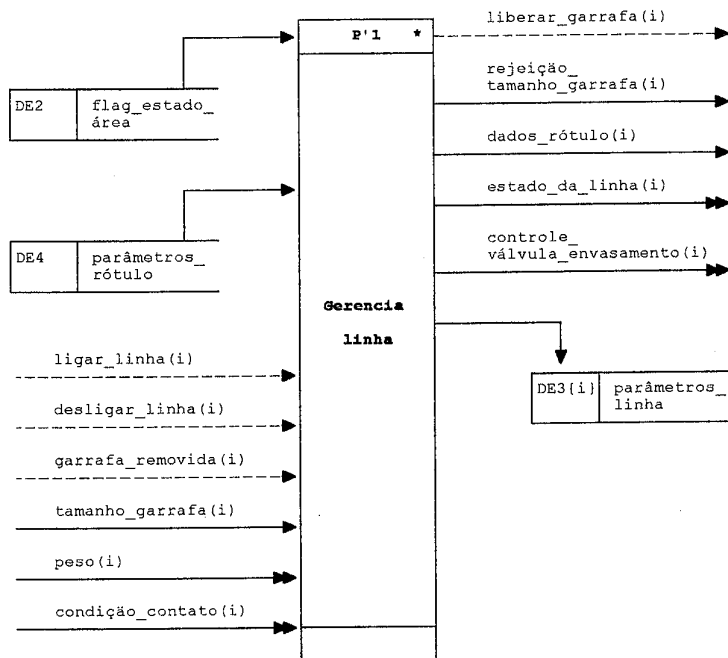 P'1 *
liberar_garrafa(i)
rejeição_
tamanho_garrafa(i)
dados_rótulo(i)
estado_da_linha(i)
controle_
válvula_envasamento(i)
DE2 flag_estado_
área
DE4 parâmetros_
rótulo
Gerencia
linha
DE3{i} parâmetros_
linha
ligar_linha(i)
desligar_linha(i)
garrafa_removida(i)
tamanho_garrafa(i)
peso(i)
condição_contato(i)